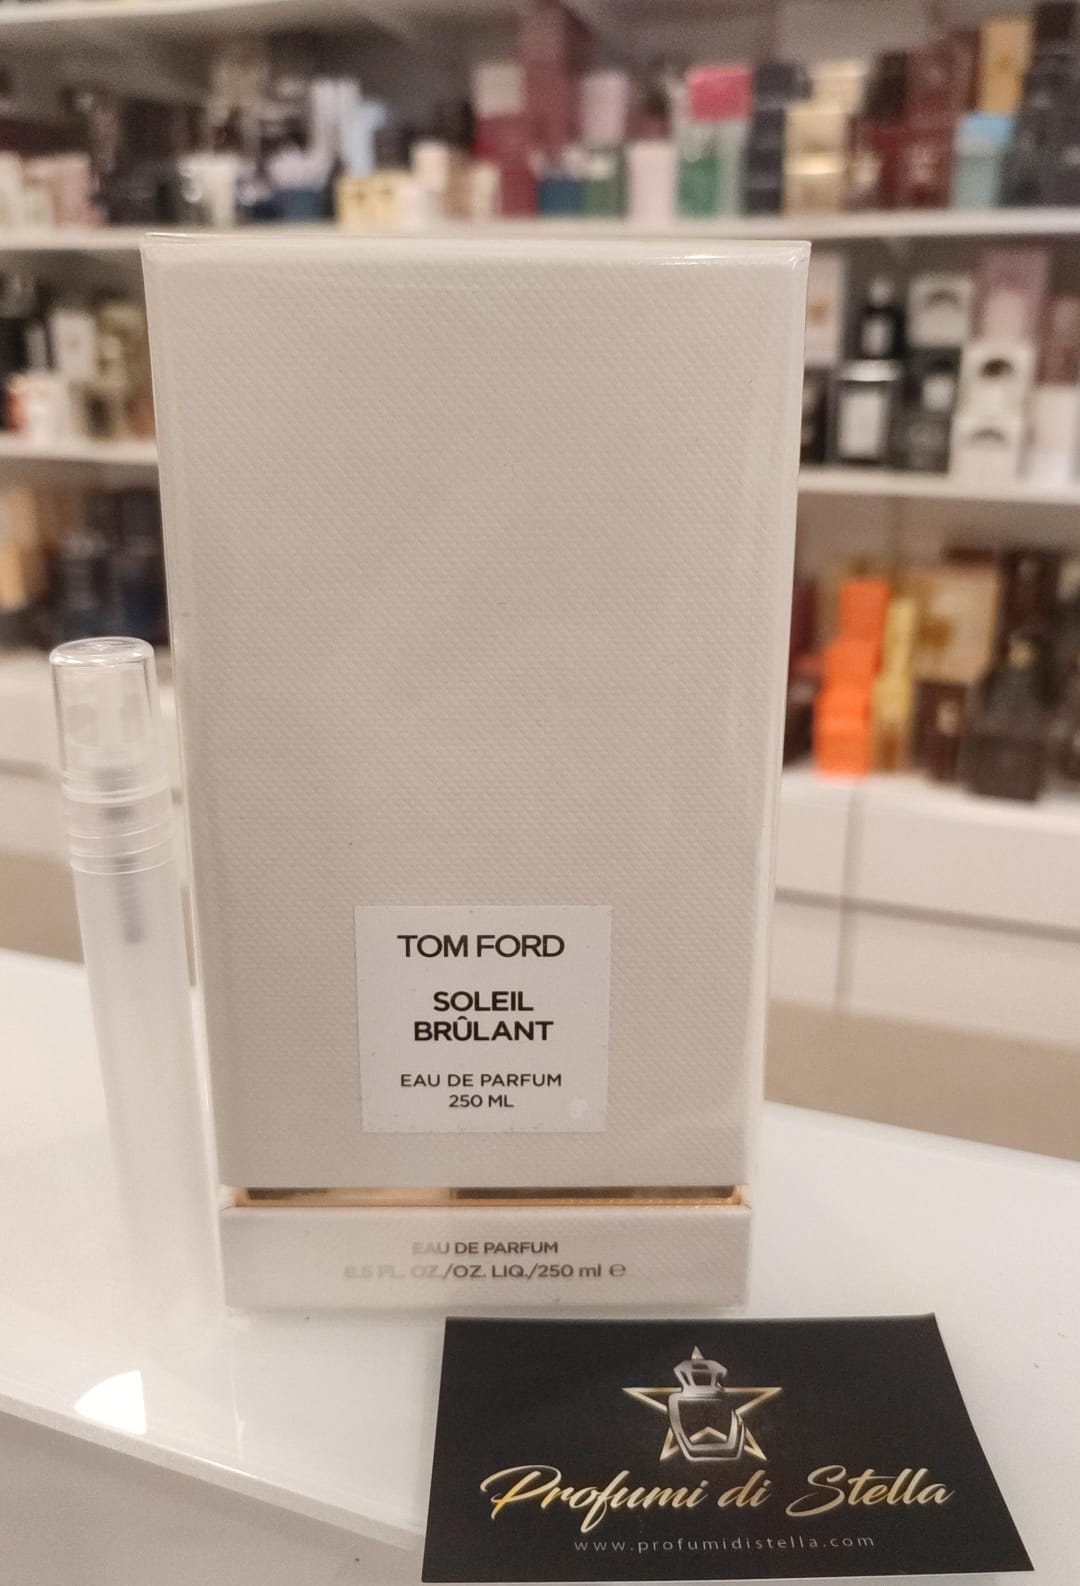 TOM FORD
SOLEIL
BRÛLANT
EAU DE PARFUM
250 ML
EAU DE PARFUM
8.5 FL. OZ./OZ. LIQ./250 ml ℮
Profumi di Stella
www.profumidistella.com